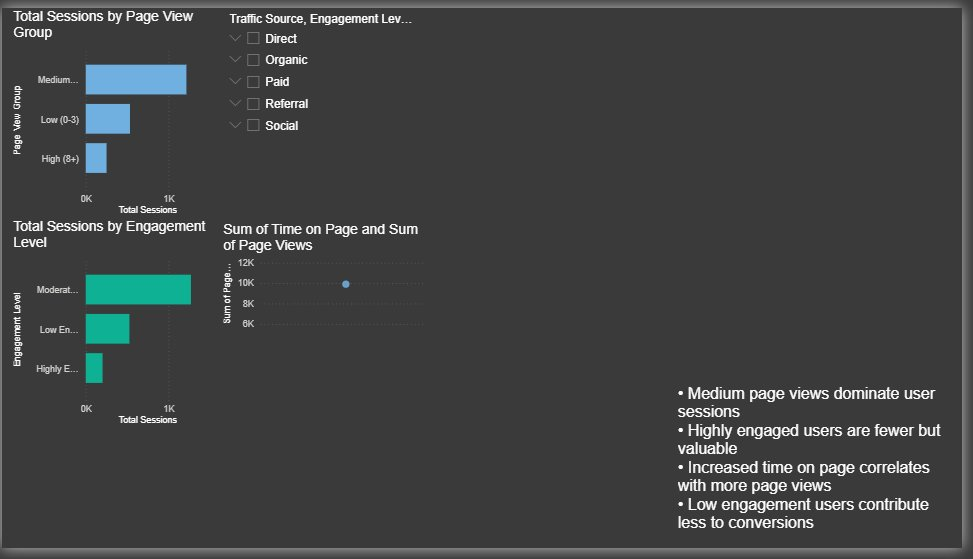 Total Sessions by Page View
Group
Page View Group
Medium...
Low (0-3)
High (8+)
0K
1K
Total Sessions
Traffic Source, Engagement Lev...
Direct
Organic
Paid
Referral
Social
Total Sessions by Engagement
Level
Engagement Level
Moderat...
Low En...
Highly E...
0K
1K
Total Sessions
Sum of Time on Page and Sum
of Page Views
Sum of Page...
12K
10K
8K
6K
• Medium page views dominate user
sessions
• Highly engaged users are fewer but
valuable
• Increased time on page correlates
with more page views
• Low engagement users contribute
less to conversions